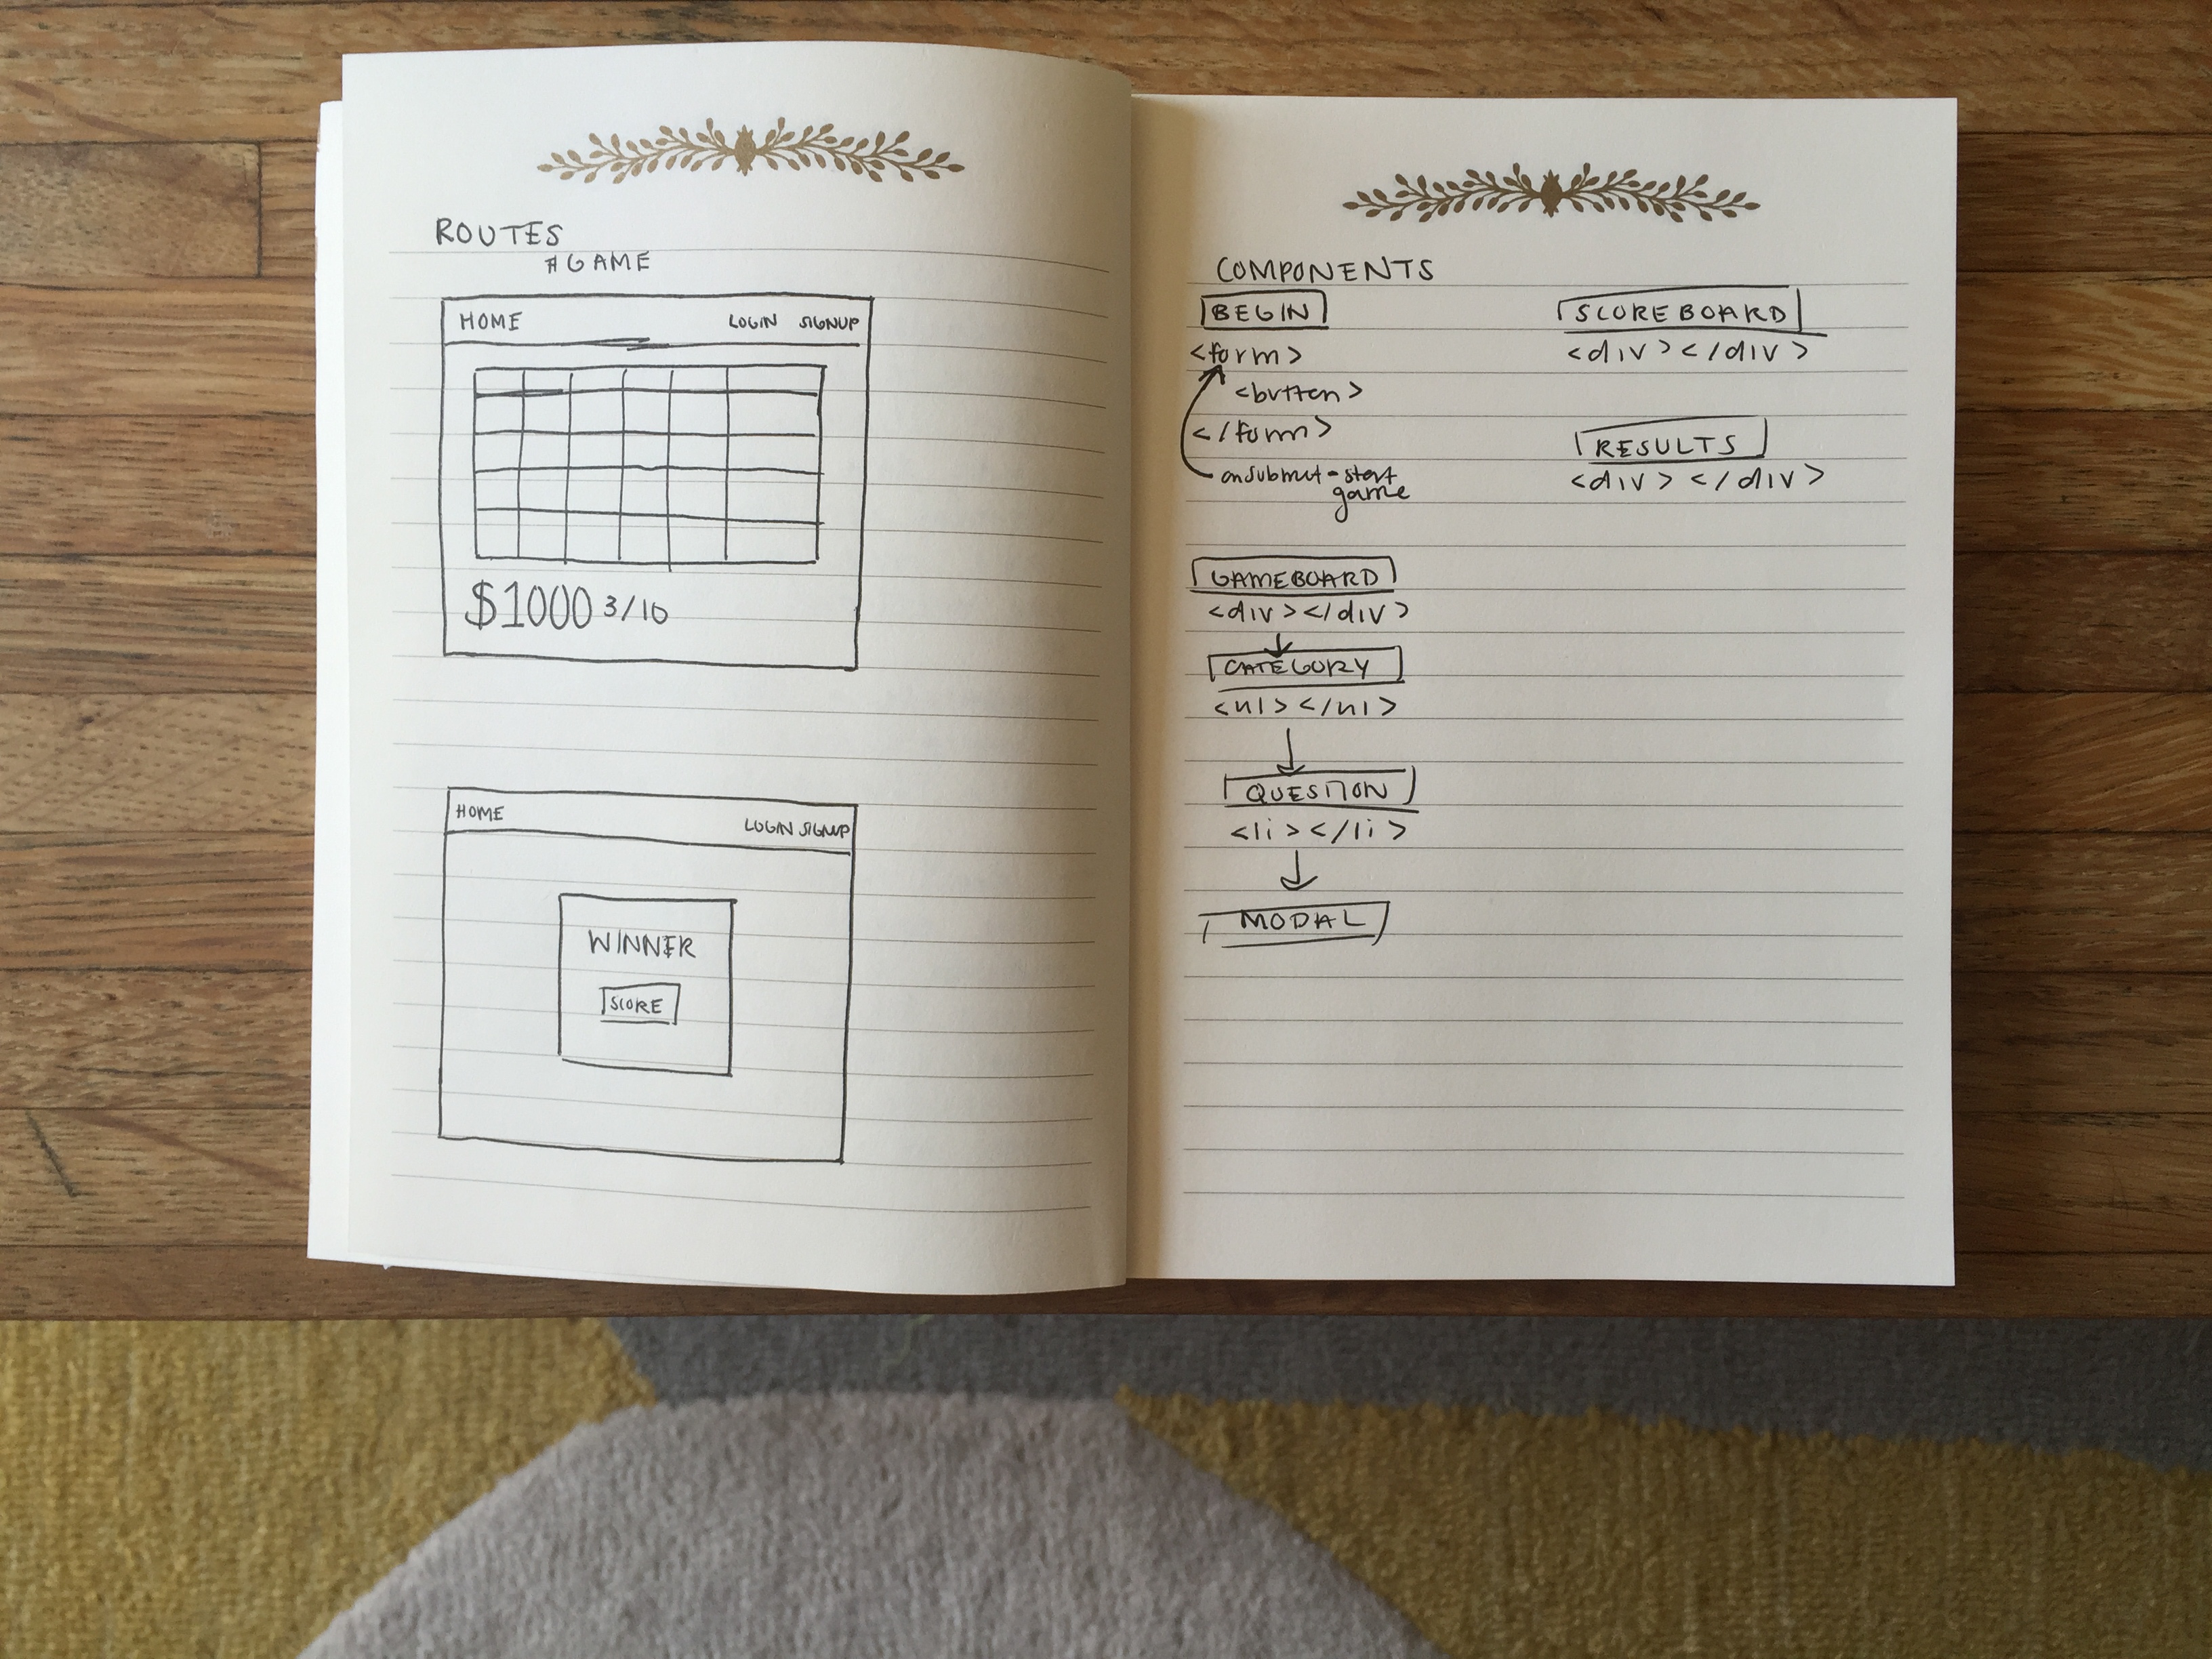 ROUTES
#GAME
HOME LOGIN SIGNUP
$1000 3/10
HOME LOGIN SIGNUP
WINNER
SCORE
COMPONENTS
BEGIN
<form>
<button>
</form>
onsubmit - start
game
GAMEBOARD
<div></div>
CATEGORY
<ul></ul>
QUESTION
<li></li>
MODAL
SCOREBOARD
<div></div>
RESULTS
<div></div>